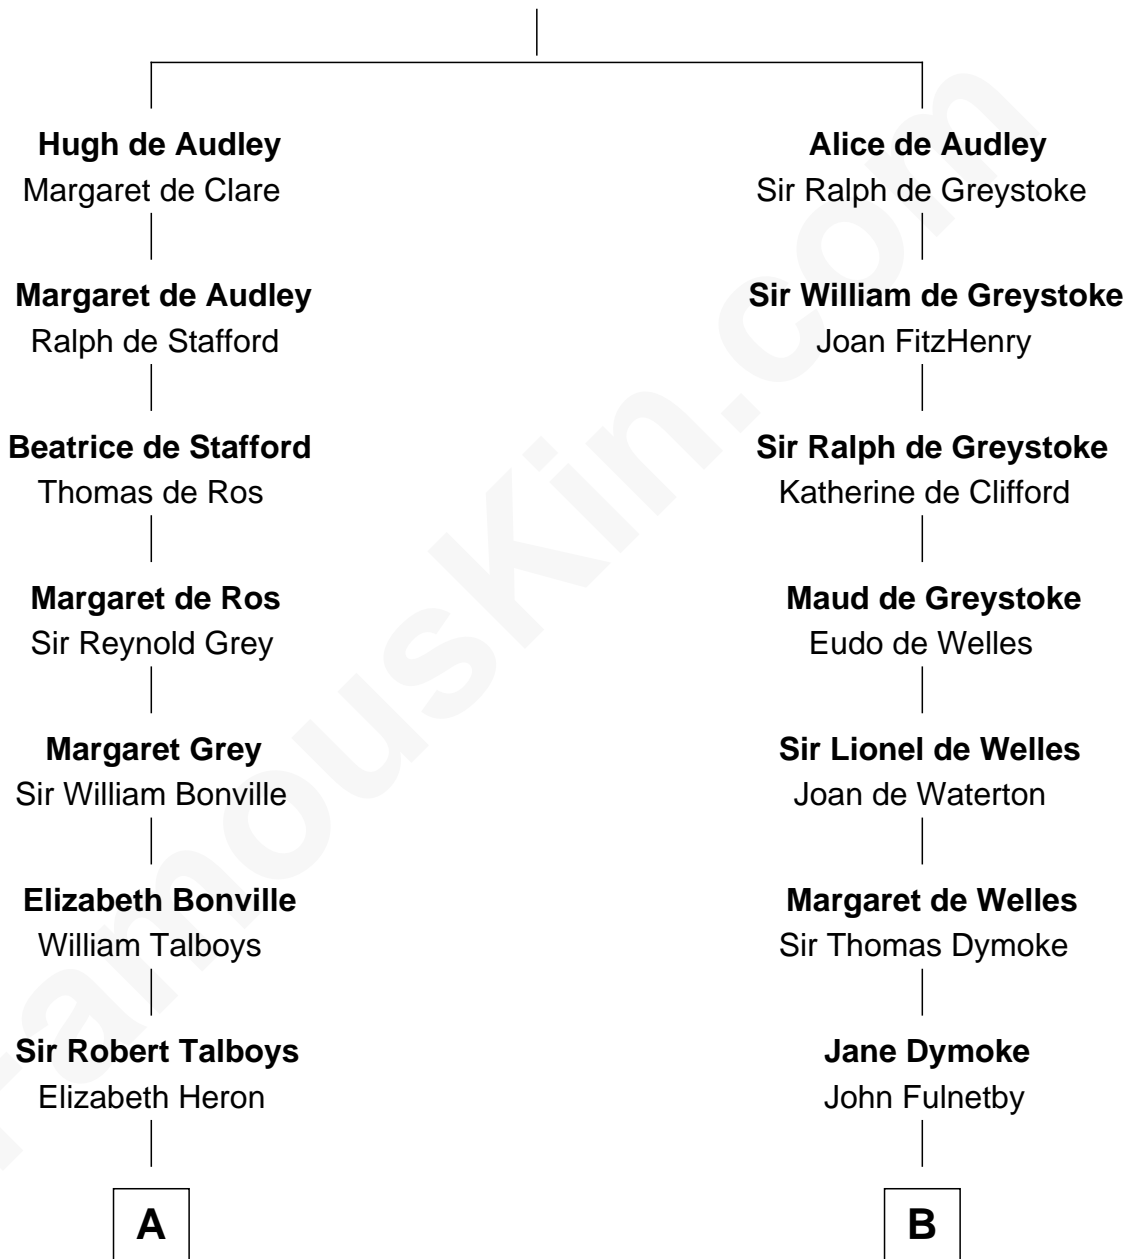 Hugh de Audley
Margaret de Clare
Margaret de Audley
Ralph de Stafford
Beatrice de Stafford
Thomas de Ros
Margaret de Ros
Sir Reynold Grey
Margaret Grey
Sir William Bonville
Elizabeth Bonville
William Talboys
Sir Robert Talboys
Elizabeth Heron
A
Alice de Audley
Sir Ralph de Greystoke
Sir William de Greystoke
Joan FitzHenry
Sir Ralph de Greystoke
Katherine de Clifford
Maud de Greystoke
Eudo de Welles
Sir Lionel de Welles
Joan de Waterton
Margaret de Welles
Sir Thomas Dymoke
Jane Dymoke
John Fulnetby
B
FamousKin.com